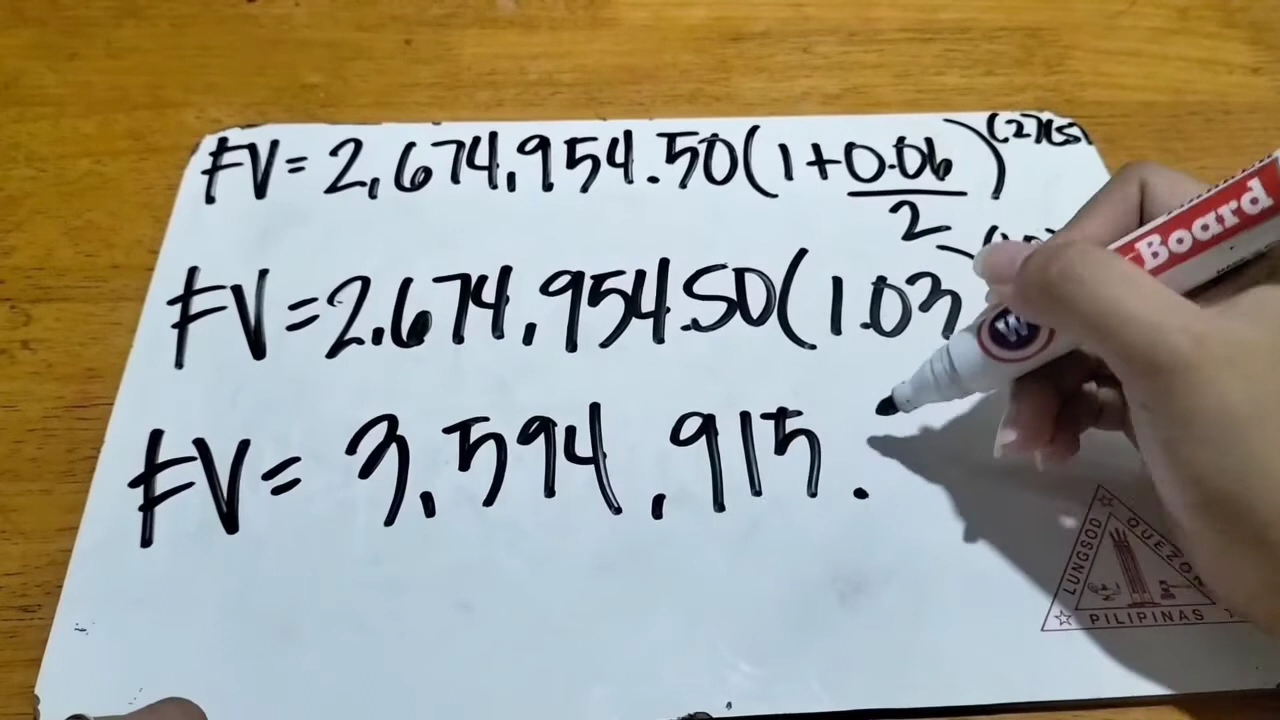 FV = 2,674,954.50(1+0.06/2)^(2)(5)
FV = 2.674,954.50(1.03
FV = 3,594,915.
Board
W
LUNGSOD QUEZON
PILIPINAS